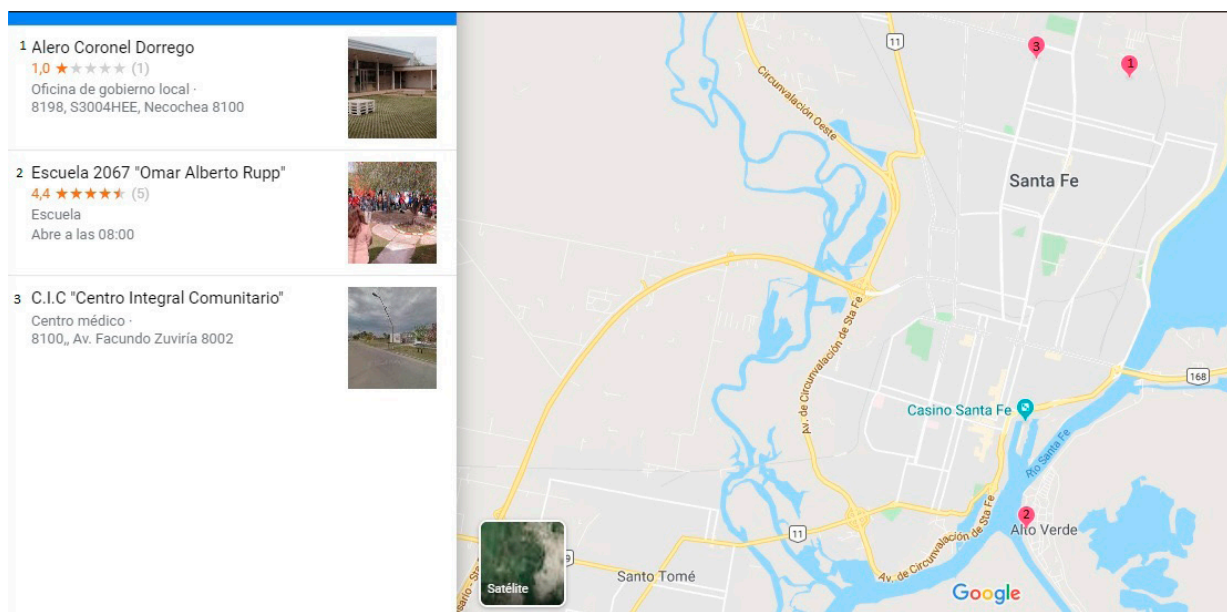 1 Alero Coronel Dorrego
1,0 ★★★★★ (1)
Oficina de gobierno local ·
8198, S3004HEE, Necochea 8100
2 Escuela 2067 "Omar Alberto Rupp"
4,4 ★★★★★ (5)
Escuela
Abre a las 08:00
3 C.I.C "Centro Integral Comunitario"
Centro médico ·
8100,, Av. Facundo Zuviría 8002
11
3
1
Circunvalación Oeste
Santa Fe
Av. de Circunvalación de Sta Fe
168
Casino Santa Fe
Río Santa Fe
2
Alto Verde
11
Av. de Circunvalación de Sta Fe
Satélite
9
Santo Tomé
Google